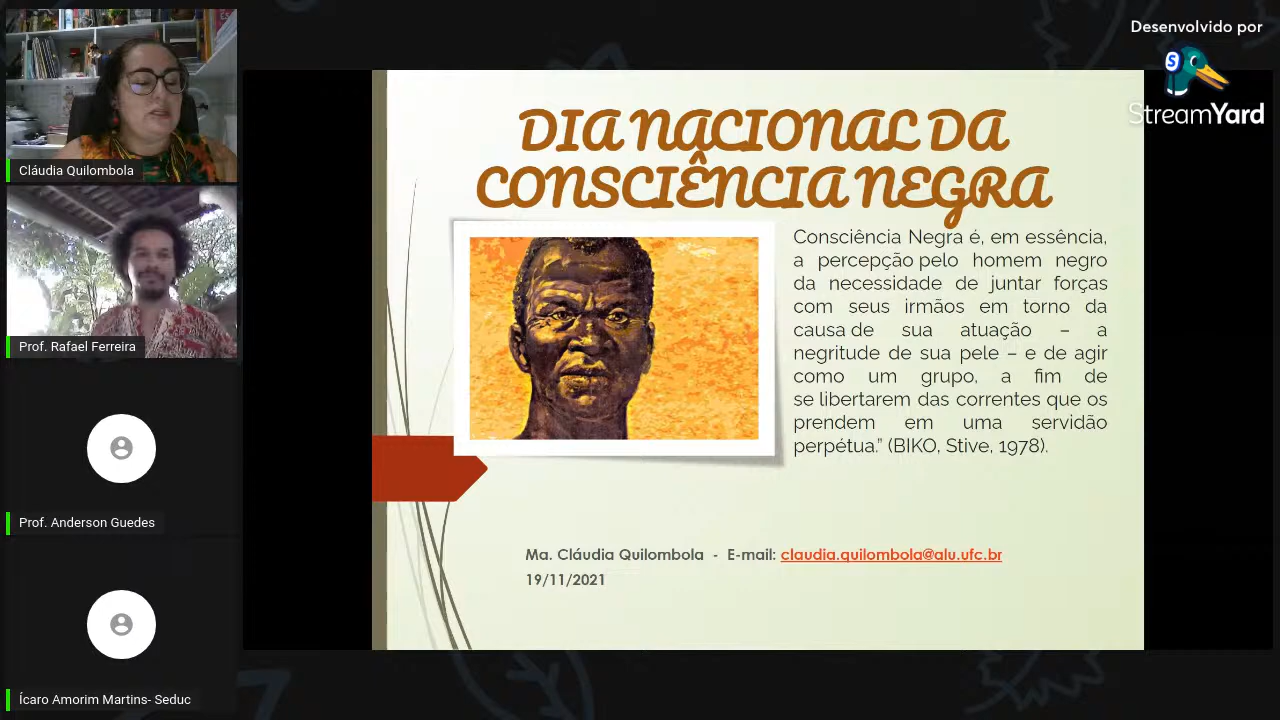 Cláudia Quilombola
Prof. Rafael Ferreira
Prof. Anderson Guedes
Ícaro Amorim Martins- Seduc
DIA NACIONAL DA
CONSCIÊNCIA NEGRA
Consciência Negra é, em essência,
a percepção pelo homem negro
da necessidade de juntar forças
com seus irmãos em torno da
causa de sua atuação – a
negritude de sua pele – e de agir
como um grupo, a fim de
se libertarem das correntes que os
prendem em uma servidão
perpétua.” (BIKO, Stive, 1978).
Ma. Cláudia Quilombola - E-mail: claudia.quilombola@alu.ufc.br
19/11/2021
Desenvolvido por
S
StreamYard